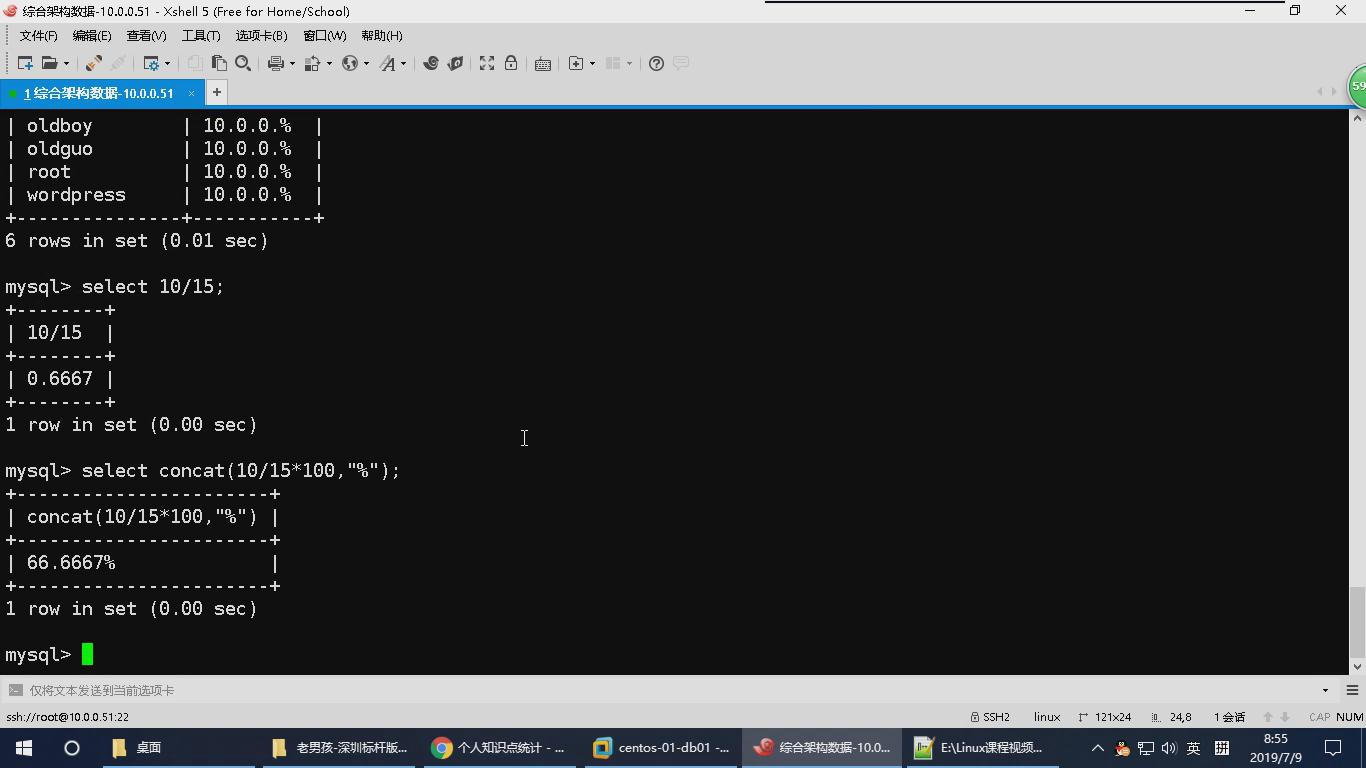 综合架构数据-10.0.0.51 - Xshell 5 (Free for Home/School)
文件(F) 编辑(E) 查看(V) 工具(T) 选项卡(B) 窗口(W) 帮助(H)
1 综合架构数据-10.0.0.51 × +
59
| oldboy | 10.0.0.% |
| oldguo | 10.0.0.% |
| root | 10.0.0.% |
| wordpress | 10.0.0.% |
+---------------+-----------+
6 rows in set (0.01 sec)
mysql> select 10/15;
+--------+
| 10/15 |
+--------+
| 0.6667 |
+--------+
1 row in set (0.00 sec)
mysql> select concat(10/15*100,"%");
+-----------------------+
| concat(10/15*100,"%") |
+-----------------------+
| 66.6667% |
+-----------------------+
1 row in set (0.00 sec)
mysql>
仅将文本发送到当前选项卡
ssh://root@10.0.0.51:22 SSH2 linux 121x24 24,8 1 会话 CAP NUM
桌面 老男孩-深圳标杆版... 个人知识点统计 - ... centos-01-db01 -... 综合架构数据-10.0... E:\Linux课程视频... 英 拼 8:55
2019/7/9